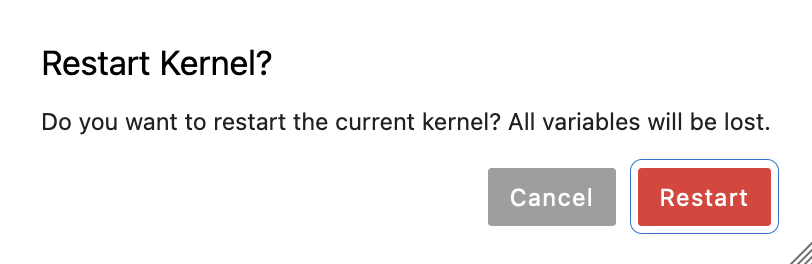 Restart Kernel?
Do you want to restart the current kernel? All variables will be lost.
Cancel Restart